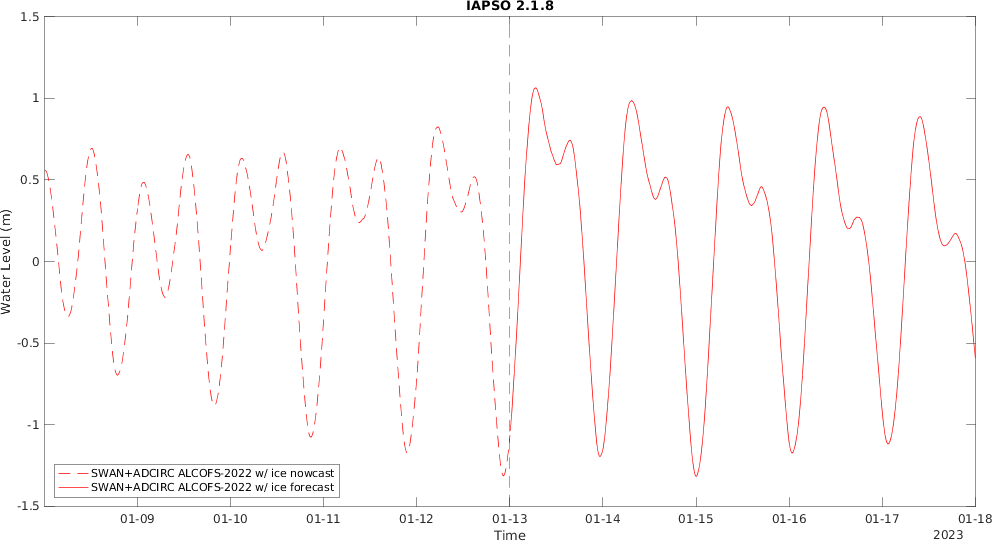 IAPSO 2.1.8
1.5
1
0.5
0
-0.5
-1
-1.5
Water Level (m)
SWAN+ADCIRC ALCOFS-2022 w/ ice nowcast
SWAN+ADCIRC ALCOFS-2022 w/ ice forecast
01-09 01-10 01-11 01-12 01-13 01-14 01-15 01-16 01-17 01-18
Time
2023